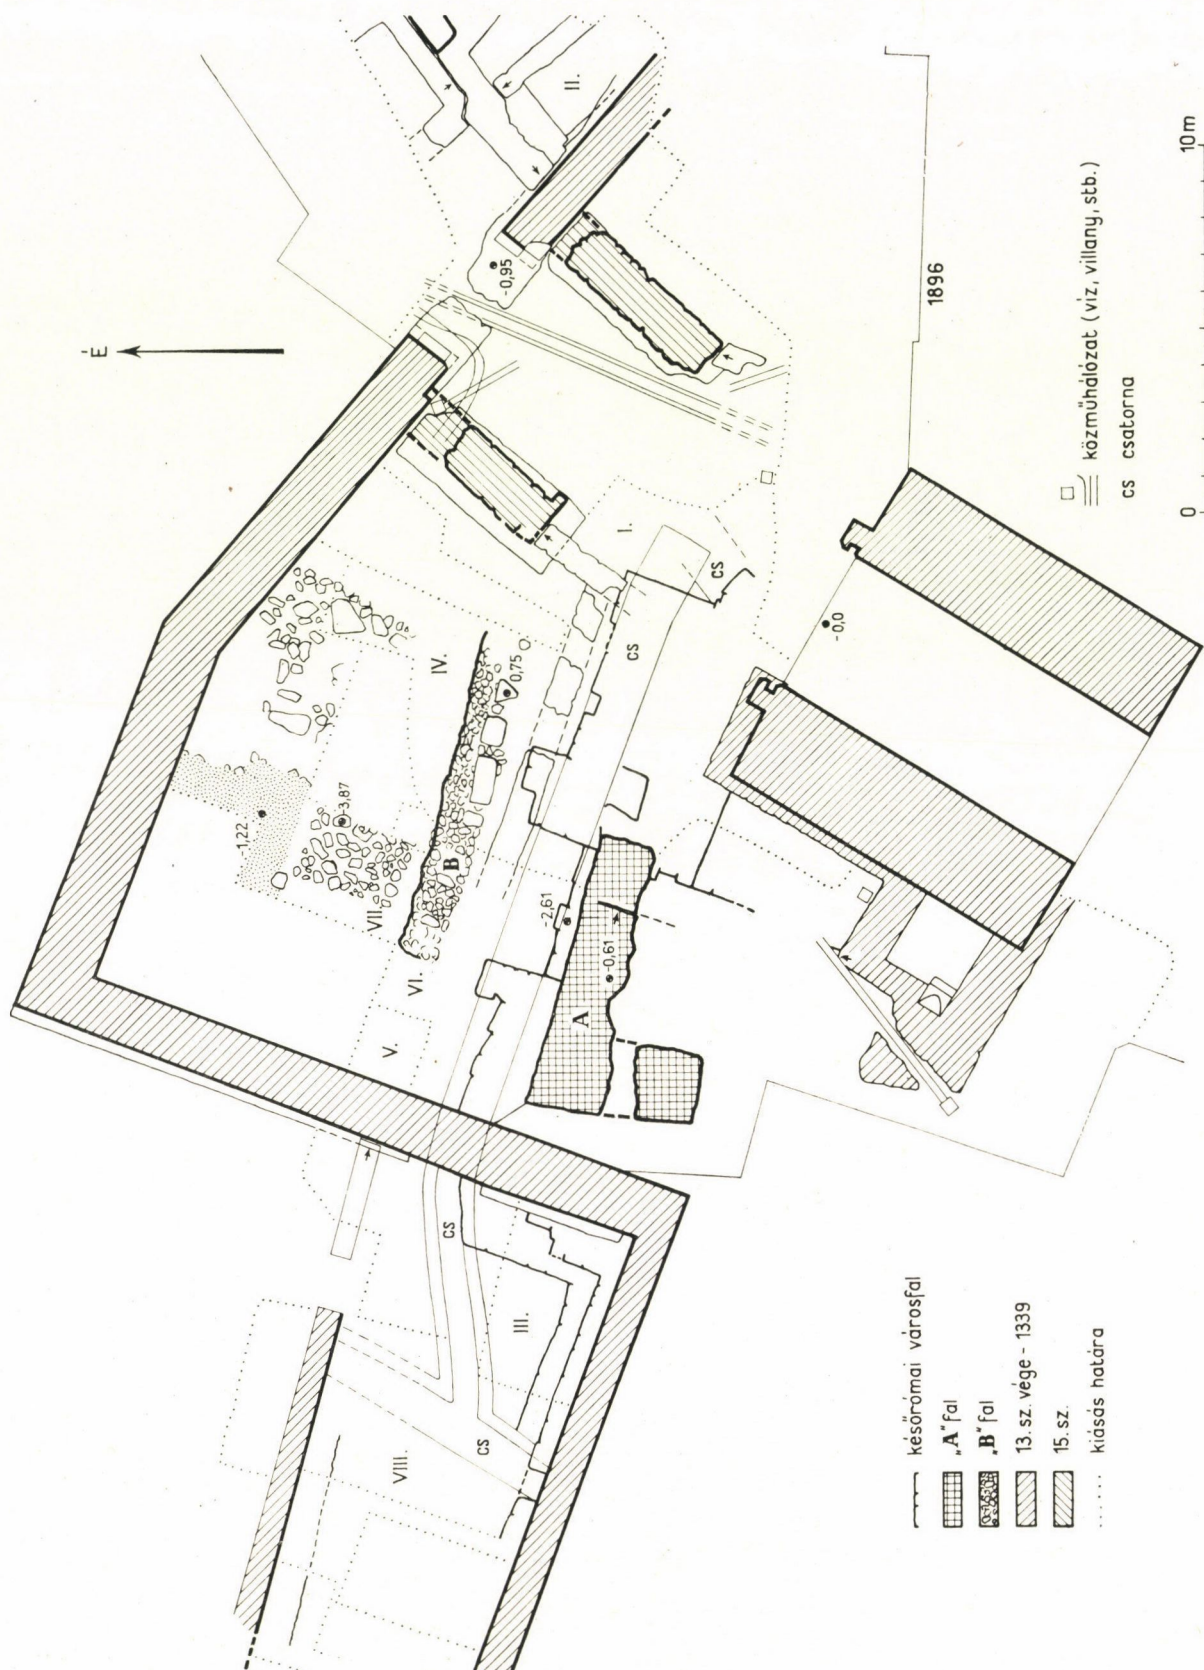 É
II.
-0,95
1896
I.
CS
CS
-0,0
IV.
0,75
-1,22
-3,87
B
VII.
VI.
V.
-2,61
-0,61
A
CS
III.
CS
VIII.
közműhálózat (víz, villany, stb.)
cs csatorna
0 10m
későrómai városfal
„A“ fal
„B“ fal
13. sz. vége - 1339
15. sz.
kiásás határa